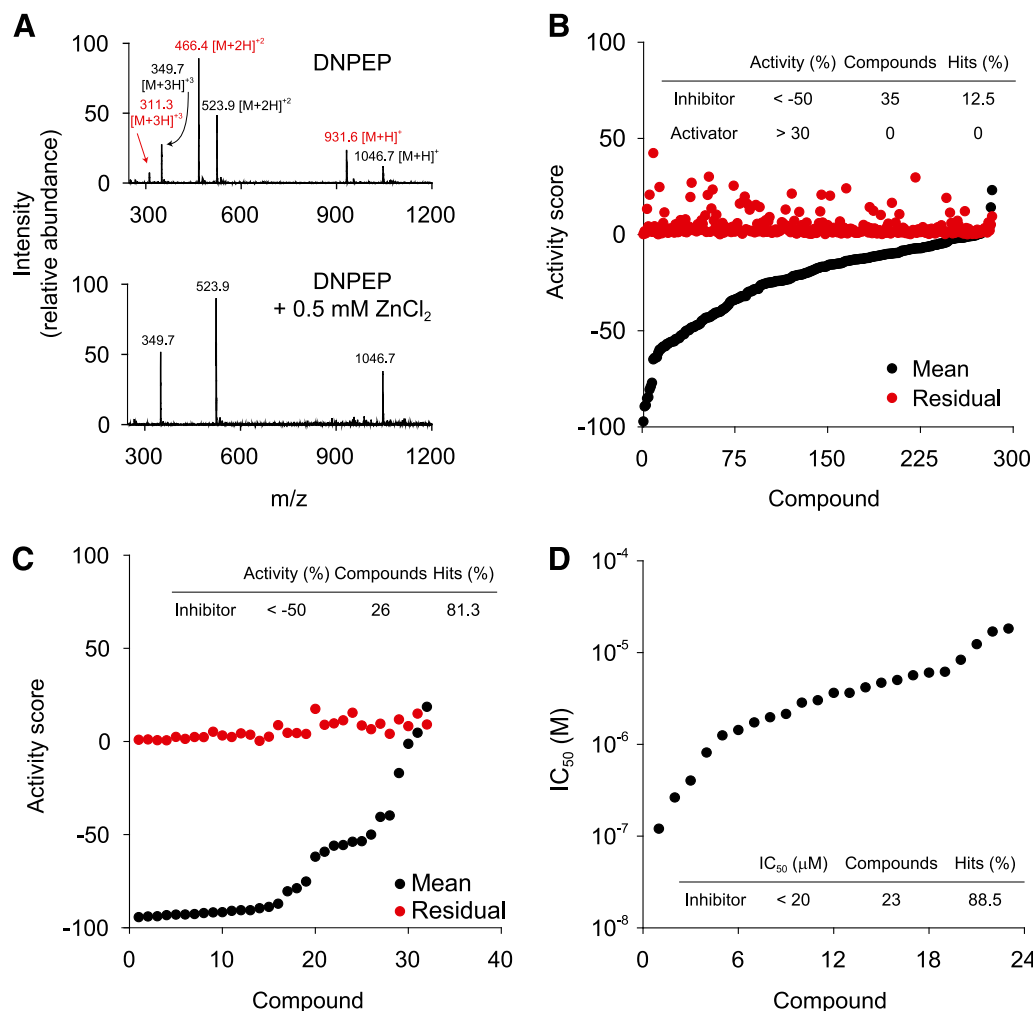 A
100
50
0
466.4 [M+2H]⁺²
DNPEP
349.7
[M+3H]⁺³
311.3
[M+3H]⁺³
523.9 [M+2H]⁺²
931.6 [M+H]⁺
1046.7 [M+H]⁺
300 600 900 1200
Intensity
(relative abundance)
100
50
0
DNPEP
+ 0.5 mM ZnCl₂
523.9
349.7
1046.7
300 600 900 1200
m/z
B
100
50
0
-50
-100
Activity score
Activity (%) Compounds Hits (%)
Inhibitor < -50 35 12.5
Activator > 30 0 0
Mean
Residual
0 75 150 225 300
Compound
C
100
50
0
-50
-100
Activity score
Activity (%) Compounds Hits (%)
Inhibitor < -50 26 81.3
Mean
Residual
0 10 20 30 40
Compound
D
10⁻⁴
10⁻⁵
10⁻⁶
10⁻⁷
10⁻⁸
IC₅₀ (M)
IC₅₀ (μM) Compounds Hits (%)
Inhibitor < 20 23 88.5
0 6 12 18 24
Compound